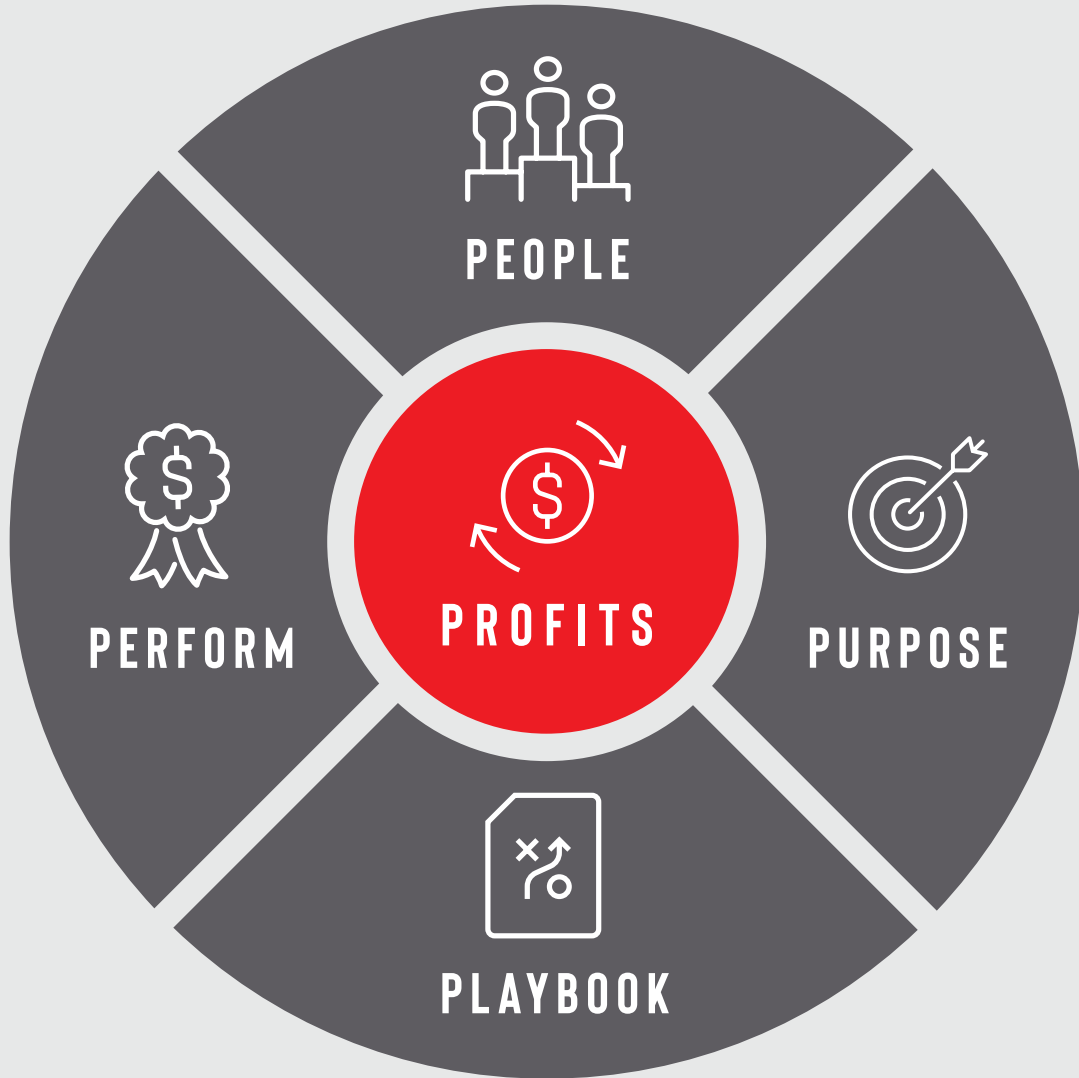 PEOPLE
PERFORM
$
PROFITS
$
PURPOSE
PLAYBOOK